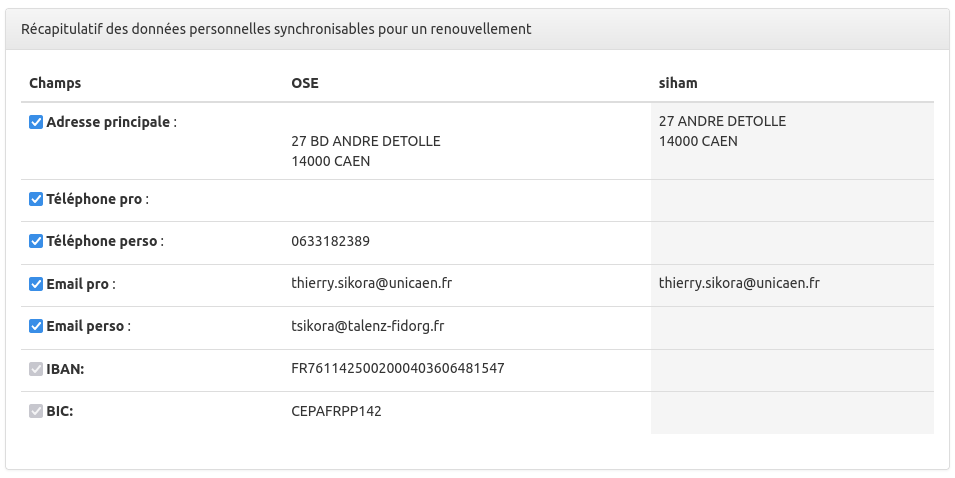 Récapitulatif des données personnelles synchronisables pour un renouvellement
Champs OSE siham
Adresse principale : 27 ANDRE DETOLLE
27 BD ANDRE DETOLLE 14000 CAEN
14000 CAEN
Téléphone pro :
Téléphone perso : 0633182389
Email pro : thierry.sikora@unicaen.fr thierry.sikora@unicaen.fr
Email perso : tsikora@talenz-fidorg.fr
IBAN: FR7611425002000403606481547
BIC: CEPAFRPP142